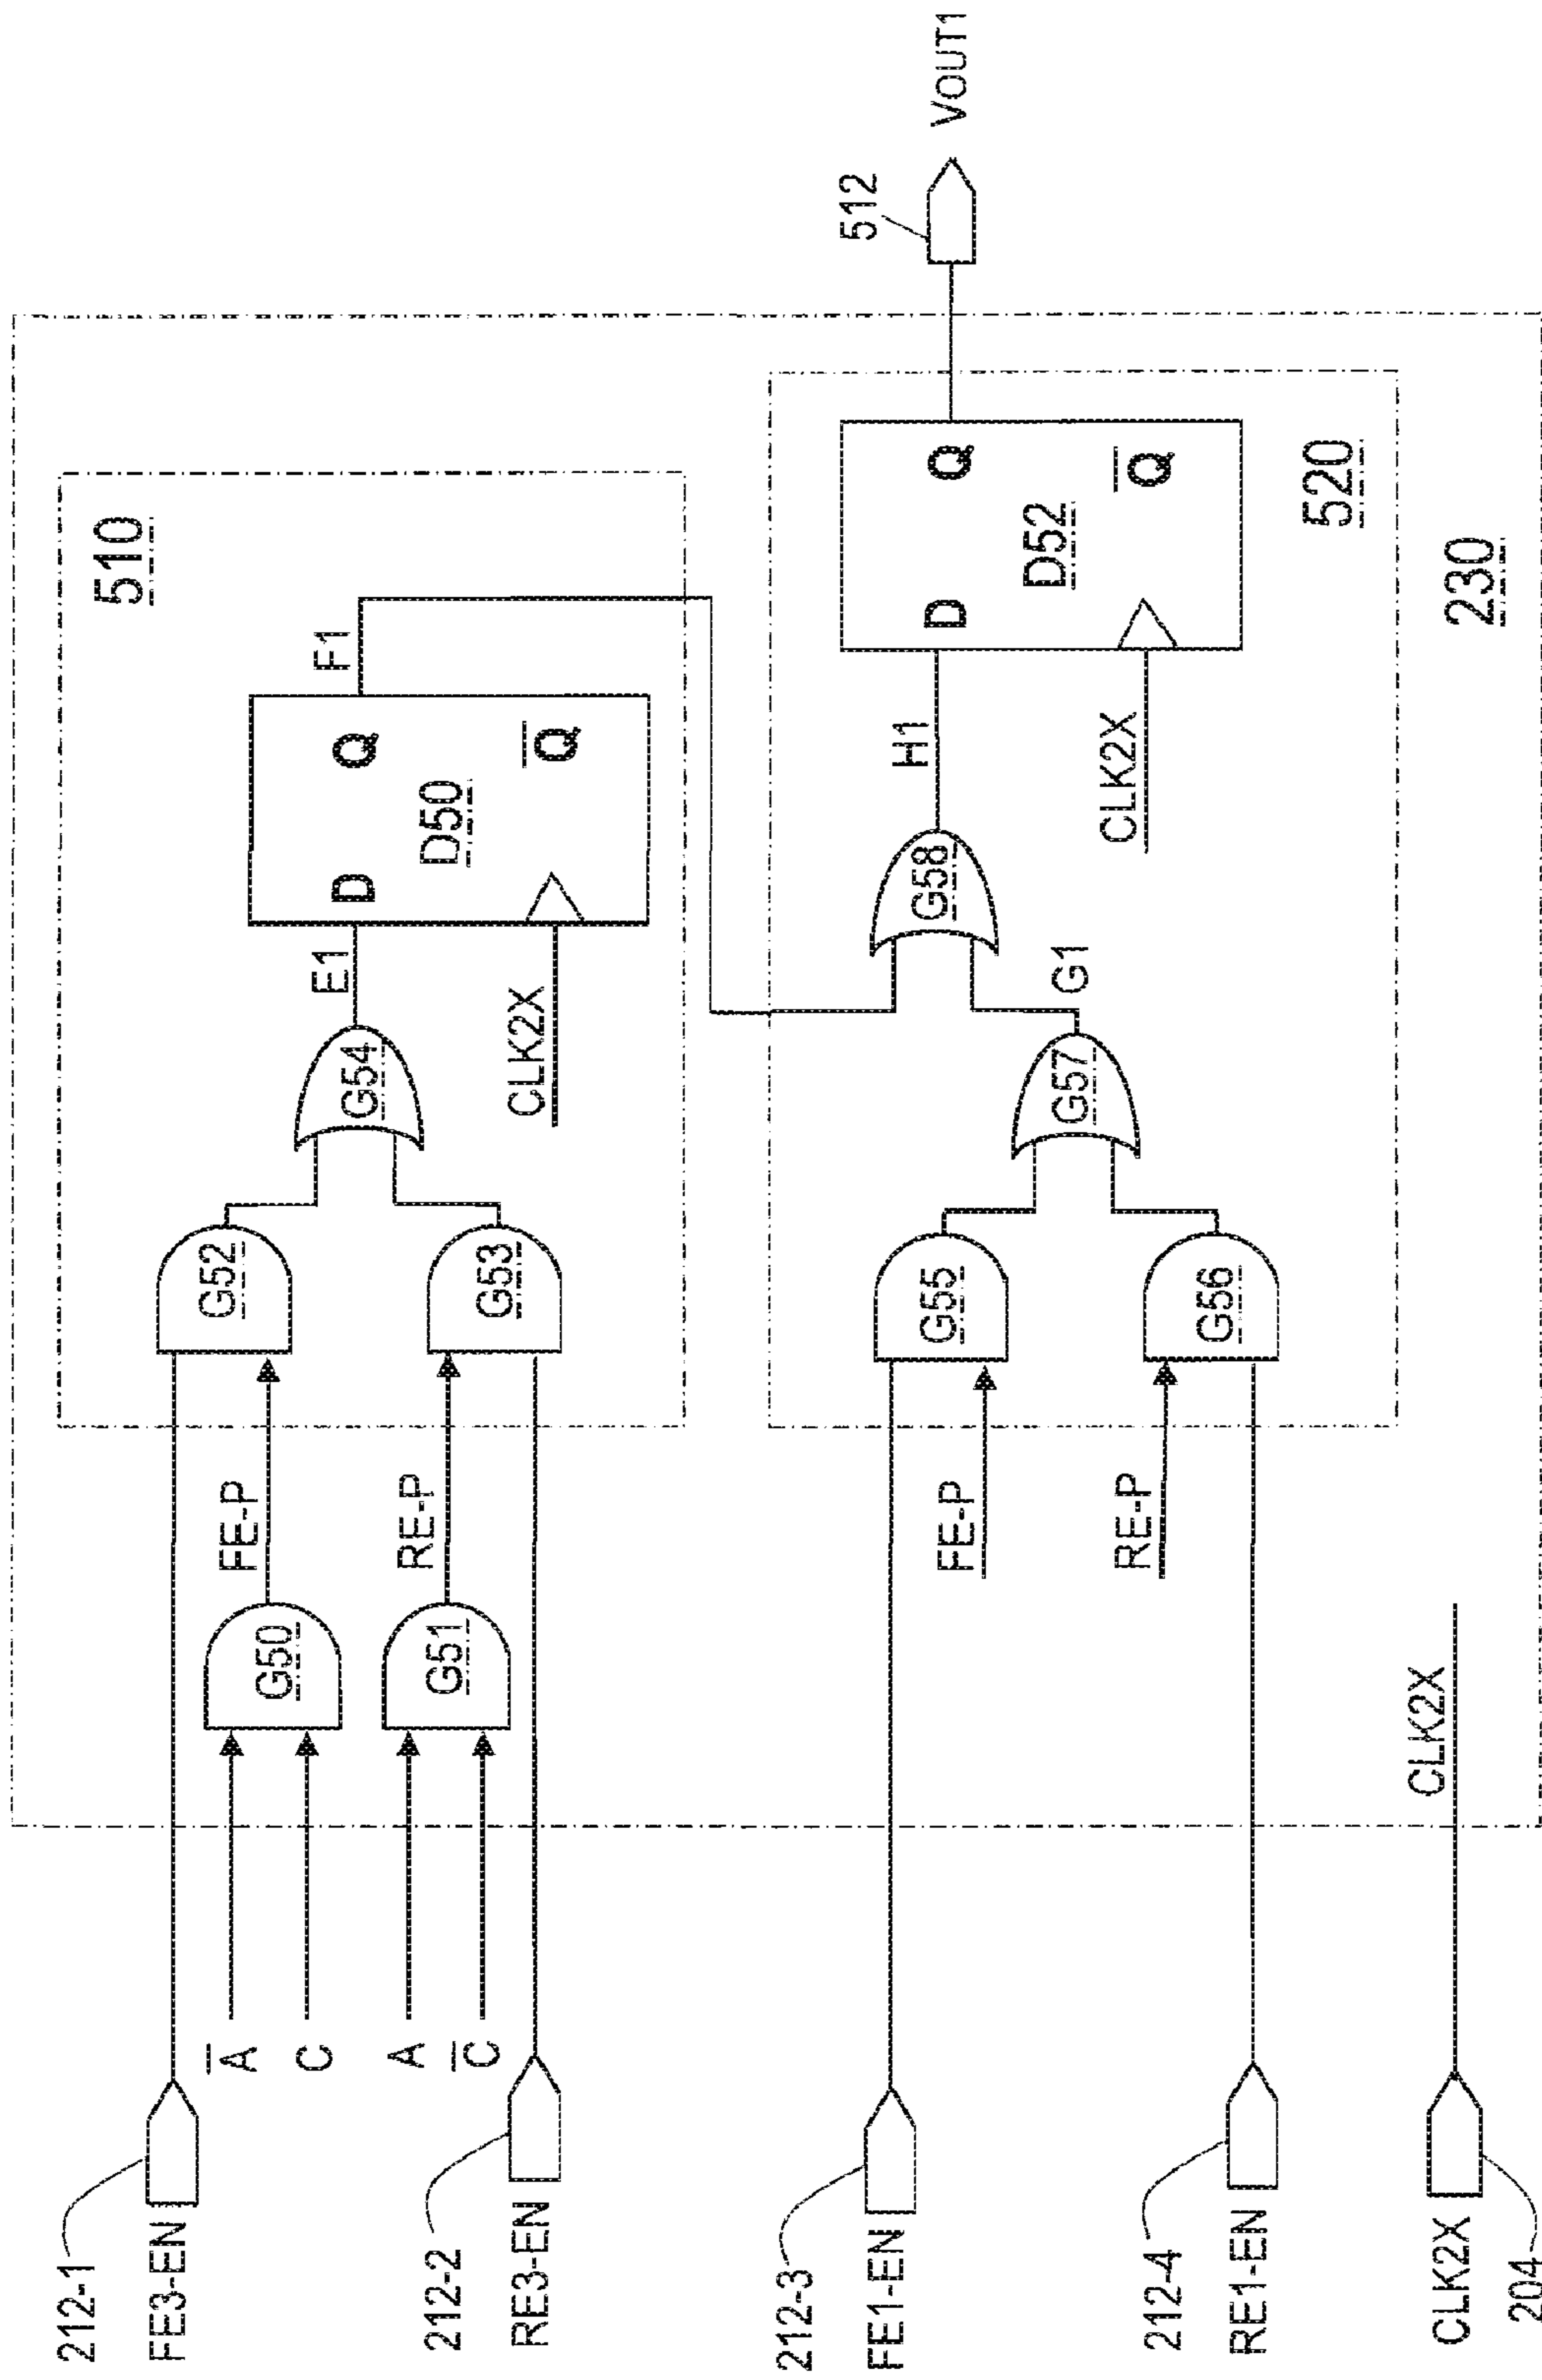 212-1
FE3-EN
A
C
A
C
212-2
RE3-EN
G50
FE-P
G51
RE-P
G52
G53
G54
E1
CLK2X
D
Q
D50
Q
F1
510
212-3
FE1-EN
FE-P
212-4
RE1-EN
RE-P
G55
G56
G57
G1
G58
H1
CLK2X
D
Q
D52
Q
520
230
512
VOUT1
CLK2X
204
CLK2X